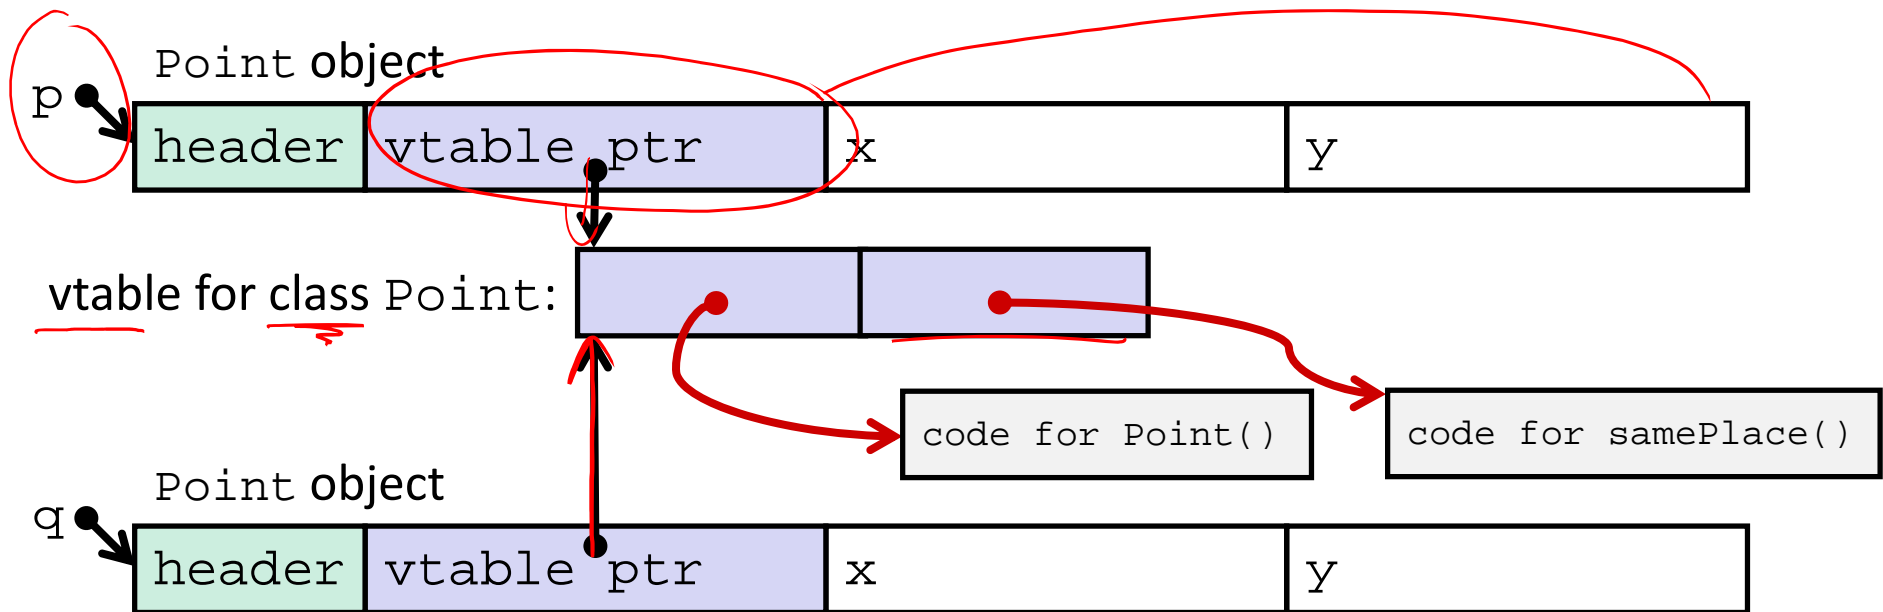 Point object
p
header vtable ptr x y
vtable for class Point:
code for Point() code for samePlace()
Point object
q
header vtable ptr x y